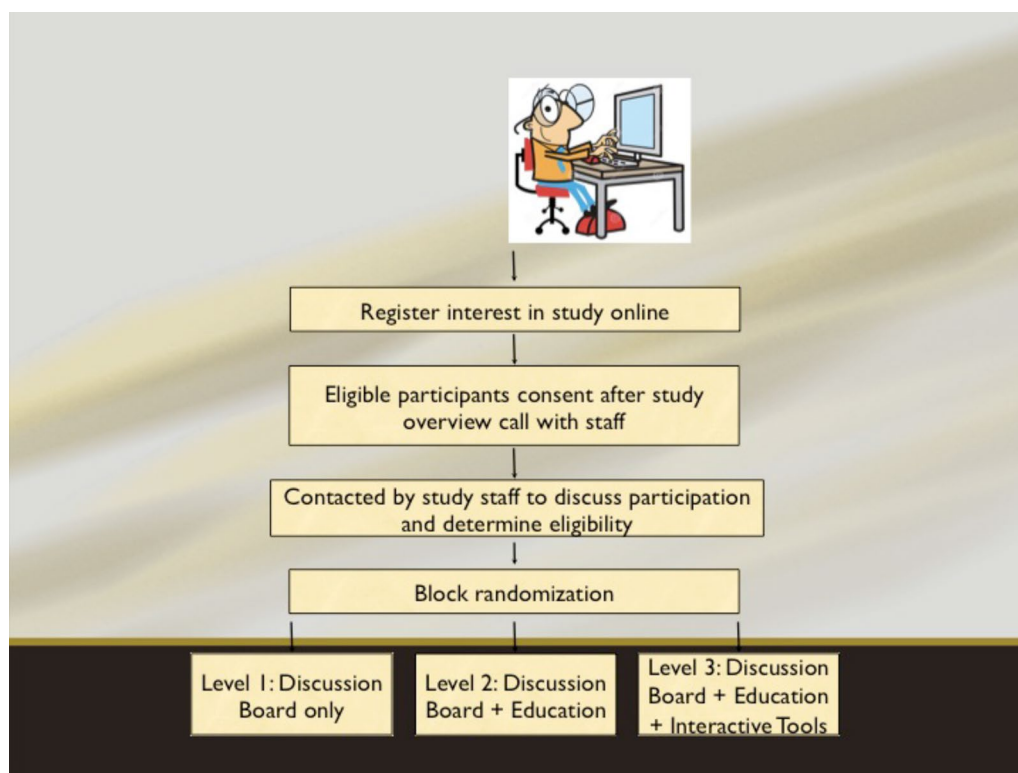 Register interest in study online
Eligible participants consent after study
overview call with staff
Contacted by study staff to discuss participation
and determine eligibility
Block randomization
Level 1: Discussion
Board only
Level 2: Discussion
Board + Education
Level 3: Discussion
Board + Education
+ Interactive Tools